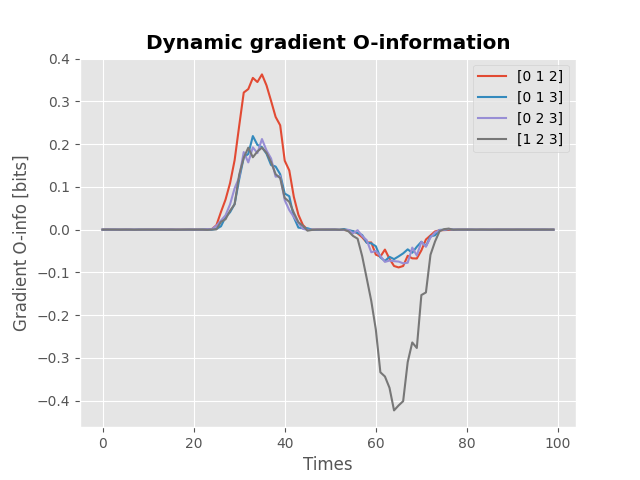 Dynamic gradient O-information
[0 1 2]
[0 1 3]
[0 2 3]
[1 2 3]
Gradient O-info [bits]
0.4
0.3
0.2
0.1
0.0
−0.1
−0.2
−0.3
−0.4
0 20 40 60 80 100
Times